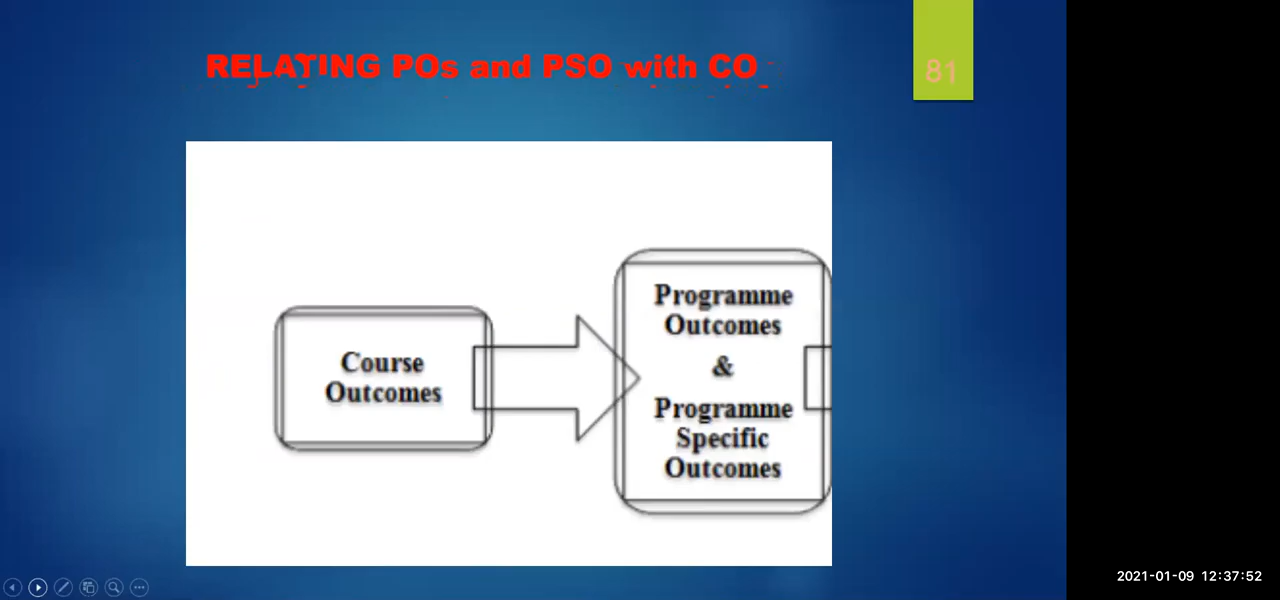 RELATING POs and PSO with CO
81
Course
Outcomes
Programme
Outcomes
&
Programme
Specific
Outcomes
2021-01-09 12:37:52